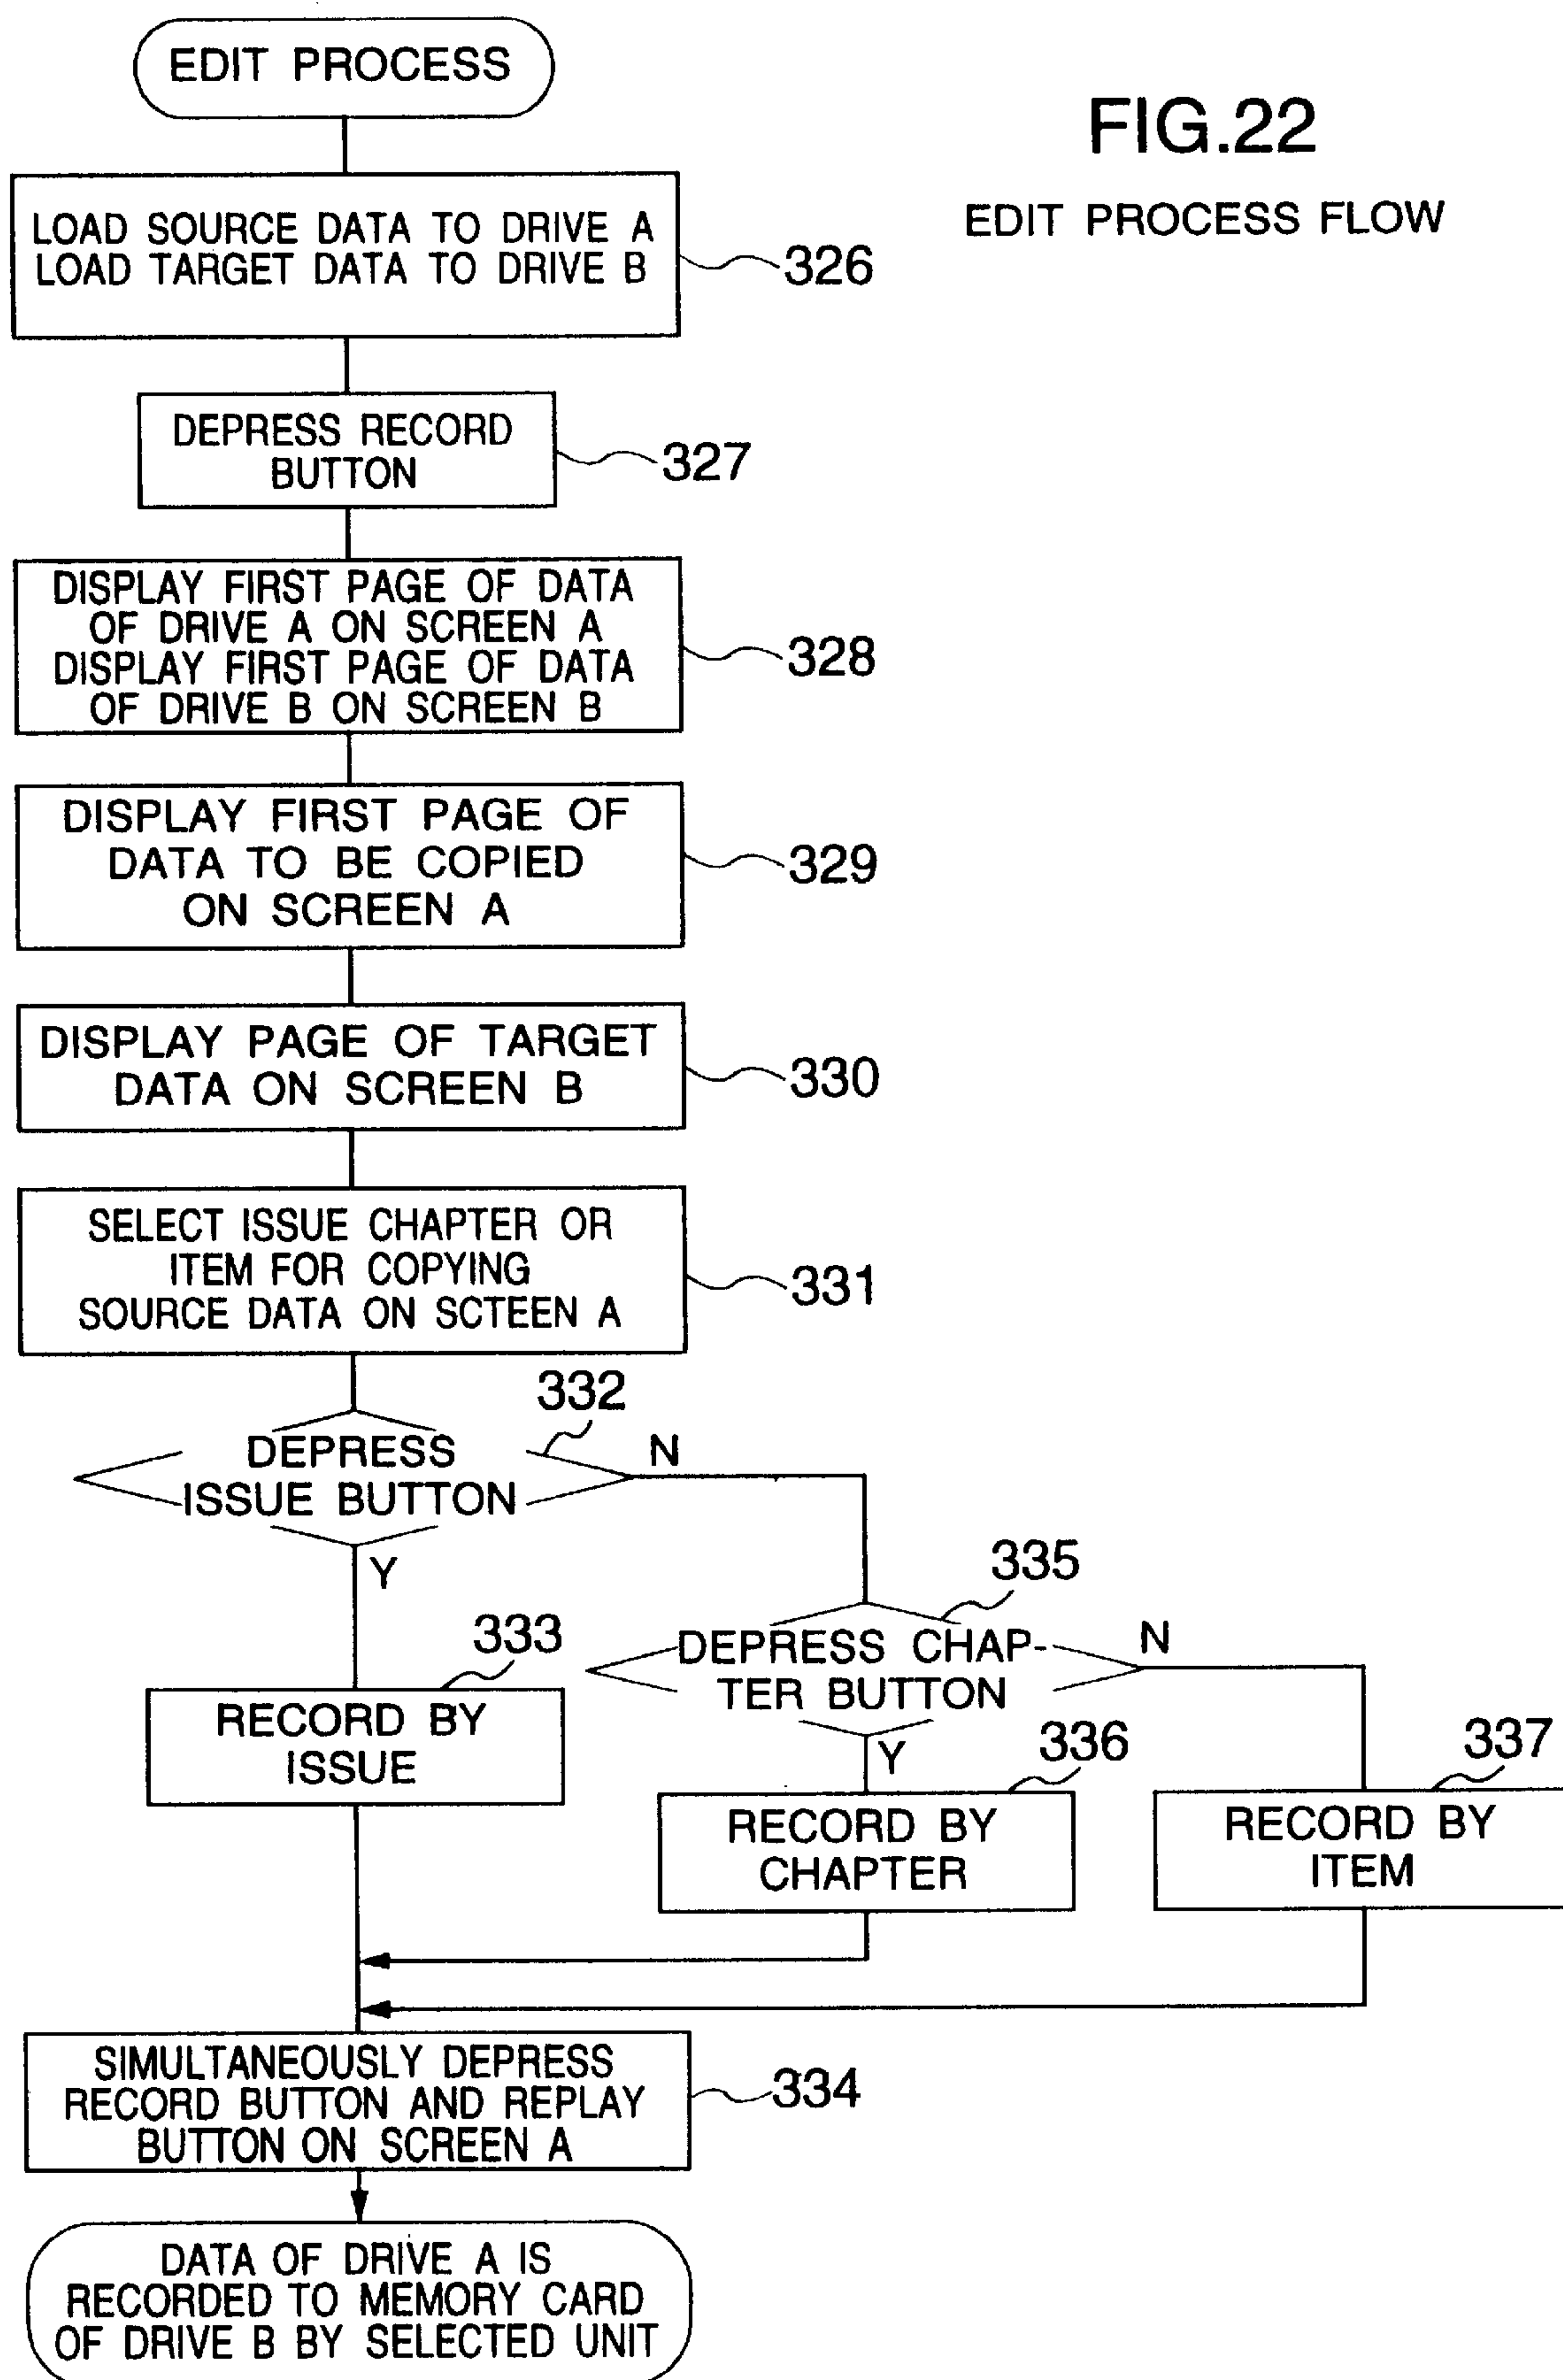 EDIT PROCESS
FIG.22
EDIT PROCESS FLOW
LOAD SOURCE DATA TO DRIVE A
LOAD TARGET DATA TO DRIVE B
326
DEPRESS RECORD
BUTTON
327
DISPLAY FIRST PAGE OF DATA
OF DRIVE A ON SCREEN A
DISPLAY FIRST PAGE OF DATA
OF DRIVE B ON SCREEN B
328
DISPLAY FIRST PAGE OF
DATA TO BE COPIED
ON SCREEN A
329
DISPLAY PAGE OF TARGET
DATA ON SCREEN B
330
SELECT ISSUE CHAPTER OR
ITEM FOR COPYING
SOURCE DATA ON SCTEEN A
331
332
DEPRESS
ISSUE BUTTON
N
Y
335
DEPRESS CHAP-
TER BUTTON
N
Y
333
RECORD BY
ISSUE
336
RECORD BY
CHAPTER
337
RECORD BY
ITEM
SIMULTANEOUSLY DEPRESS
RECORD BUTTON AND REPLAY
BUTTON ON SCREEN A
334
DATA OF DRIVE A IS
RECORDED TO MEMORY CARD
OF DRIVE B BY SELECTED UNIT